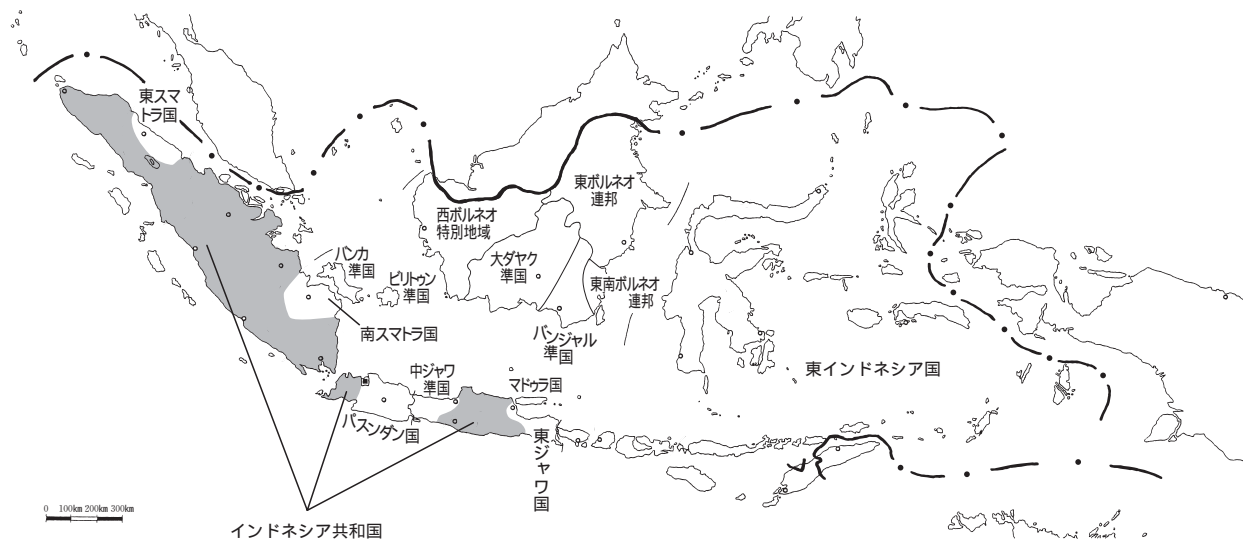 東スマ
トラ国
東ボルネオ
連邦
西ボルネオ
特別地域
大ダヤク
準国
バンカ
準国
ビリトゥン
準国
東南ボルネオ
連邦
南スマトラ国
バンジャル
準国
東インドネシア国
中ジャワ
準国
マドゥラ国
パスンダン国
東ジャワ国
インドネシア共和国
0 100km 200km 300km